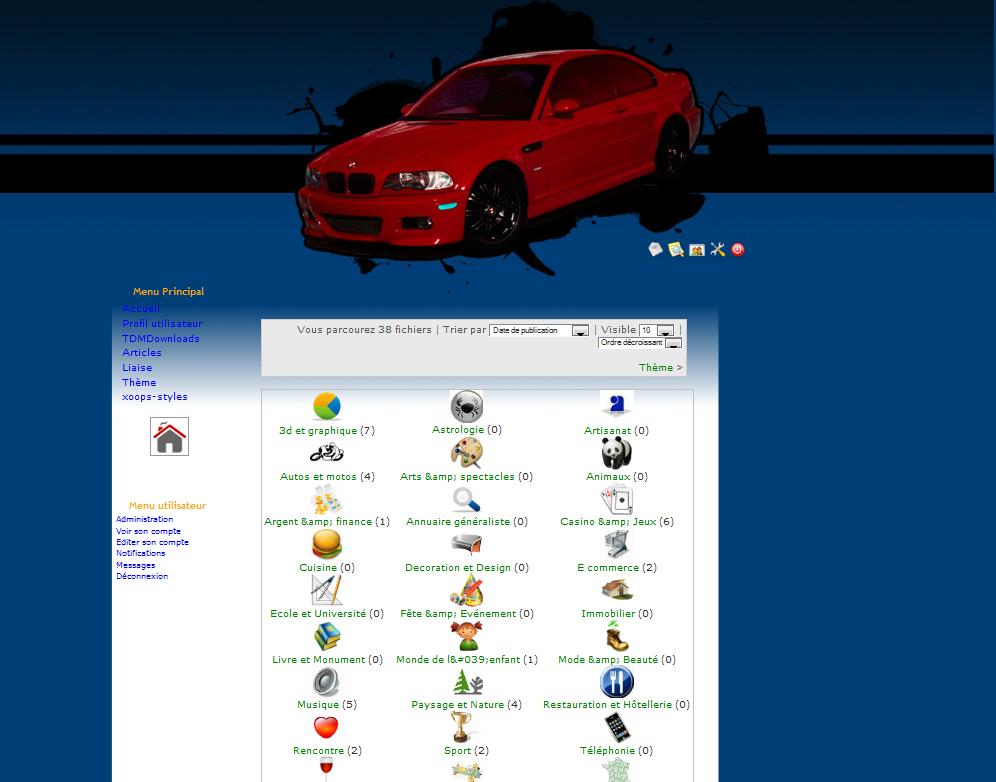 Menu Principal
Accueil
Profil utilisateur
TDMDownloads
Articles
Liaise
Thème
xoops-styles
Menu utilisateur
Administration
Voir son compte
Editer son compte
Notifications
Messages
Déconnexion
Vous parcourez 38 fichiers | Trier par Date de publication | Visible 10 |
Ordre décroissant
Thème >
3d et graphique (7) Astrologie (0) Artisanat (0)
Autos et motos (4) Arts &amp; spectacles (0) Animaux (0)
Argent &amp; finance (1) Annuaire généraliste (0) Casino &amp; Jeux (6)
Cuisine (0) Decoration et Design (0) E commerce (2)
Ecole et Université (0) Fête &amp; Evénement (0) Immobilier (0)
Livre et Monument (0) Monde de l&#039;enfant (1) Mode &amp; Beauté (0)
Musique (5) Paysage et Nature (4) Restauration et Hôtellerie (0)
Rencontre (2) Sport (2) Téléphonie (0)